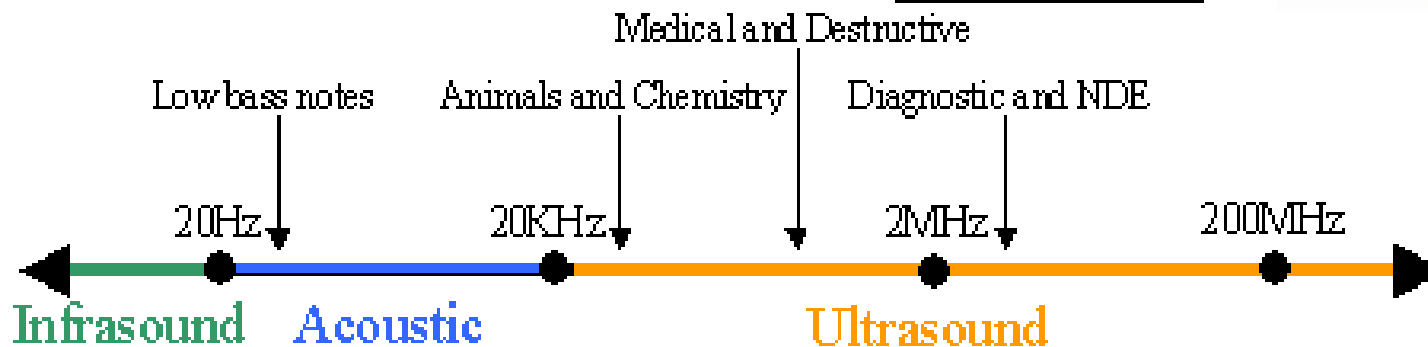 Medical and Destructive
Low bass notes Animals and Chemistry Diagnostic and NDE
20Hz 20KHz 2MHz 200MHz
Infrasound Acoustic Ultrasound